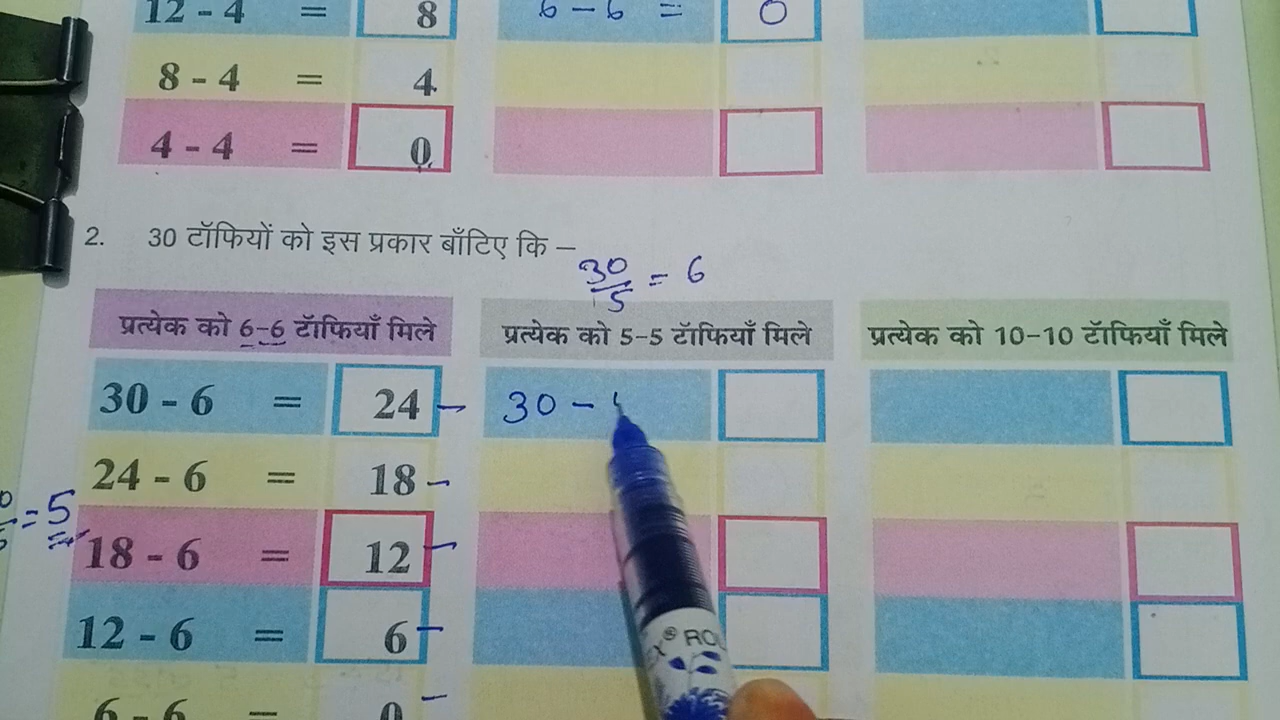 12 - 4 = 8 6 - 6 = 0
8 - 4 = 4
4 - 4 = 0
2. 30 टॉफियों को इस प्रकार बाँटिए कि –
30/5 = 6
प्रत्येक को 6-6 टॉफियाँ मिले प्रत्येक को 5-5 टॉफियाँ मिले प्रत्येक को 10-10 टॉफियाँ मिले
30 - 6 = 24 30 -
24 - 6 = 18
= 5
18 - 6 = 12
12 - 6 = 6
6 - 6 = 0